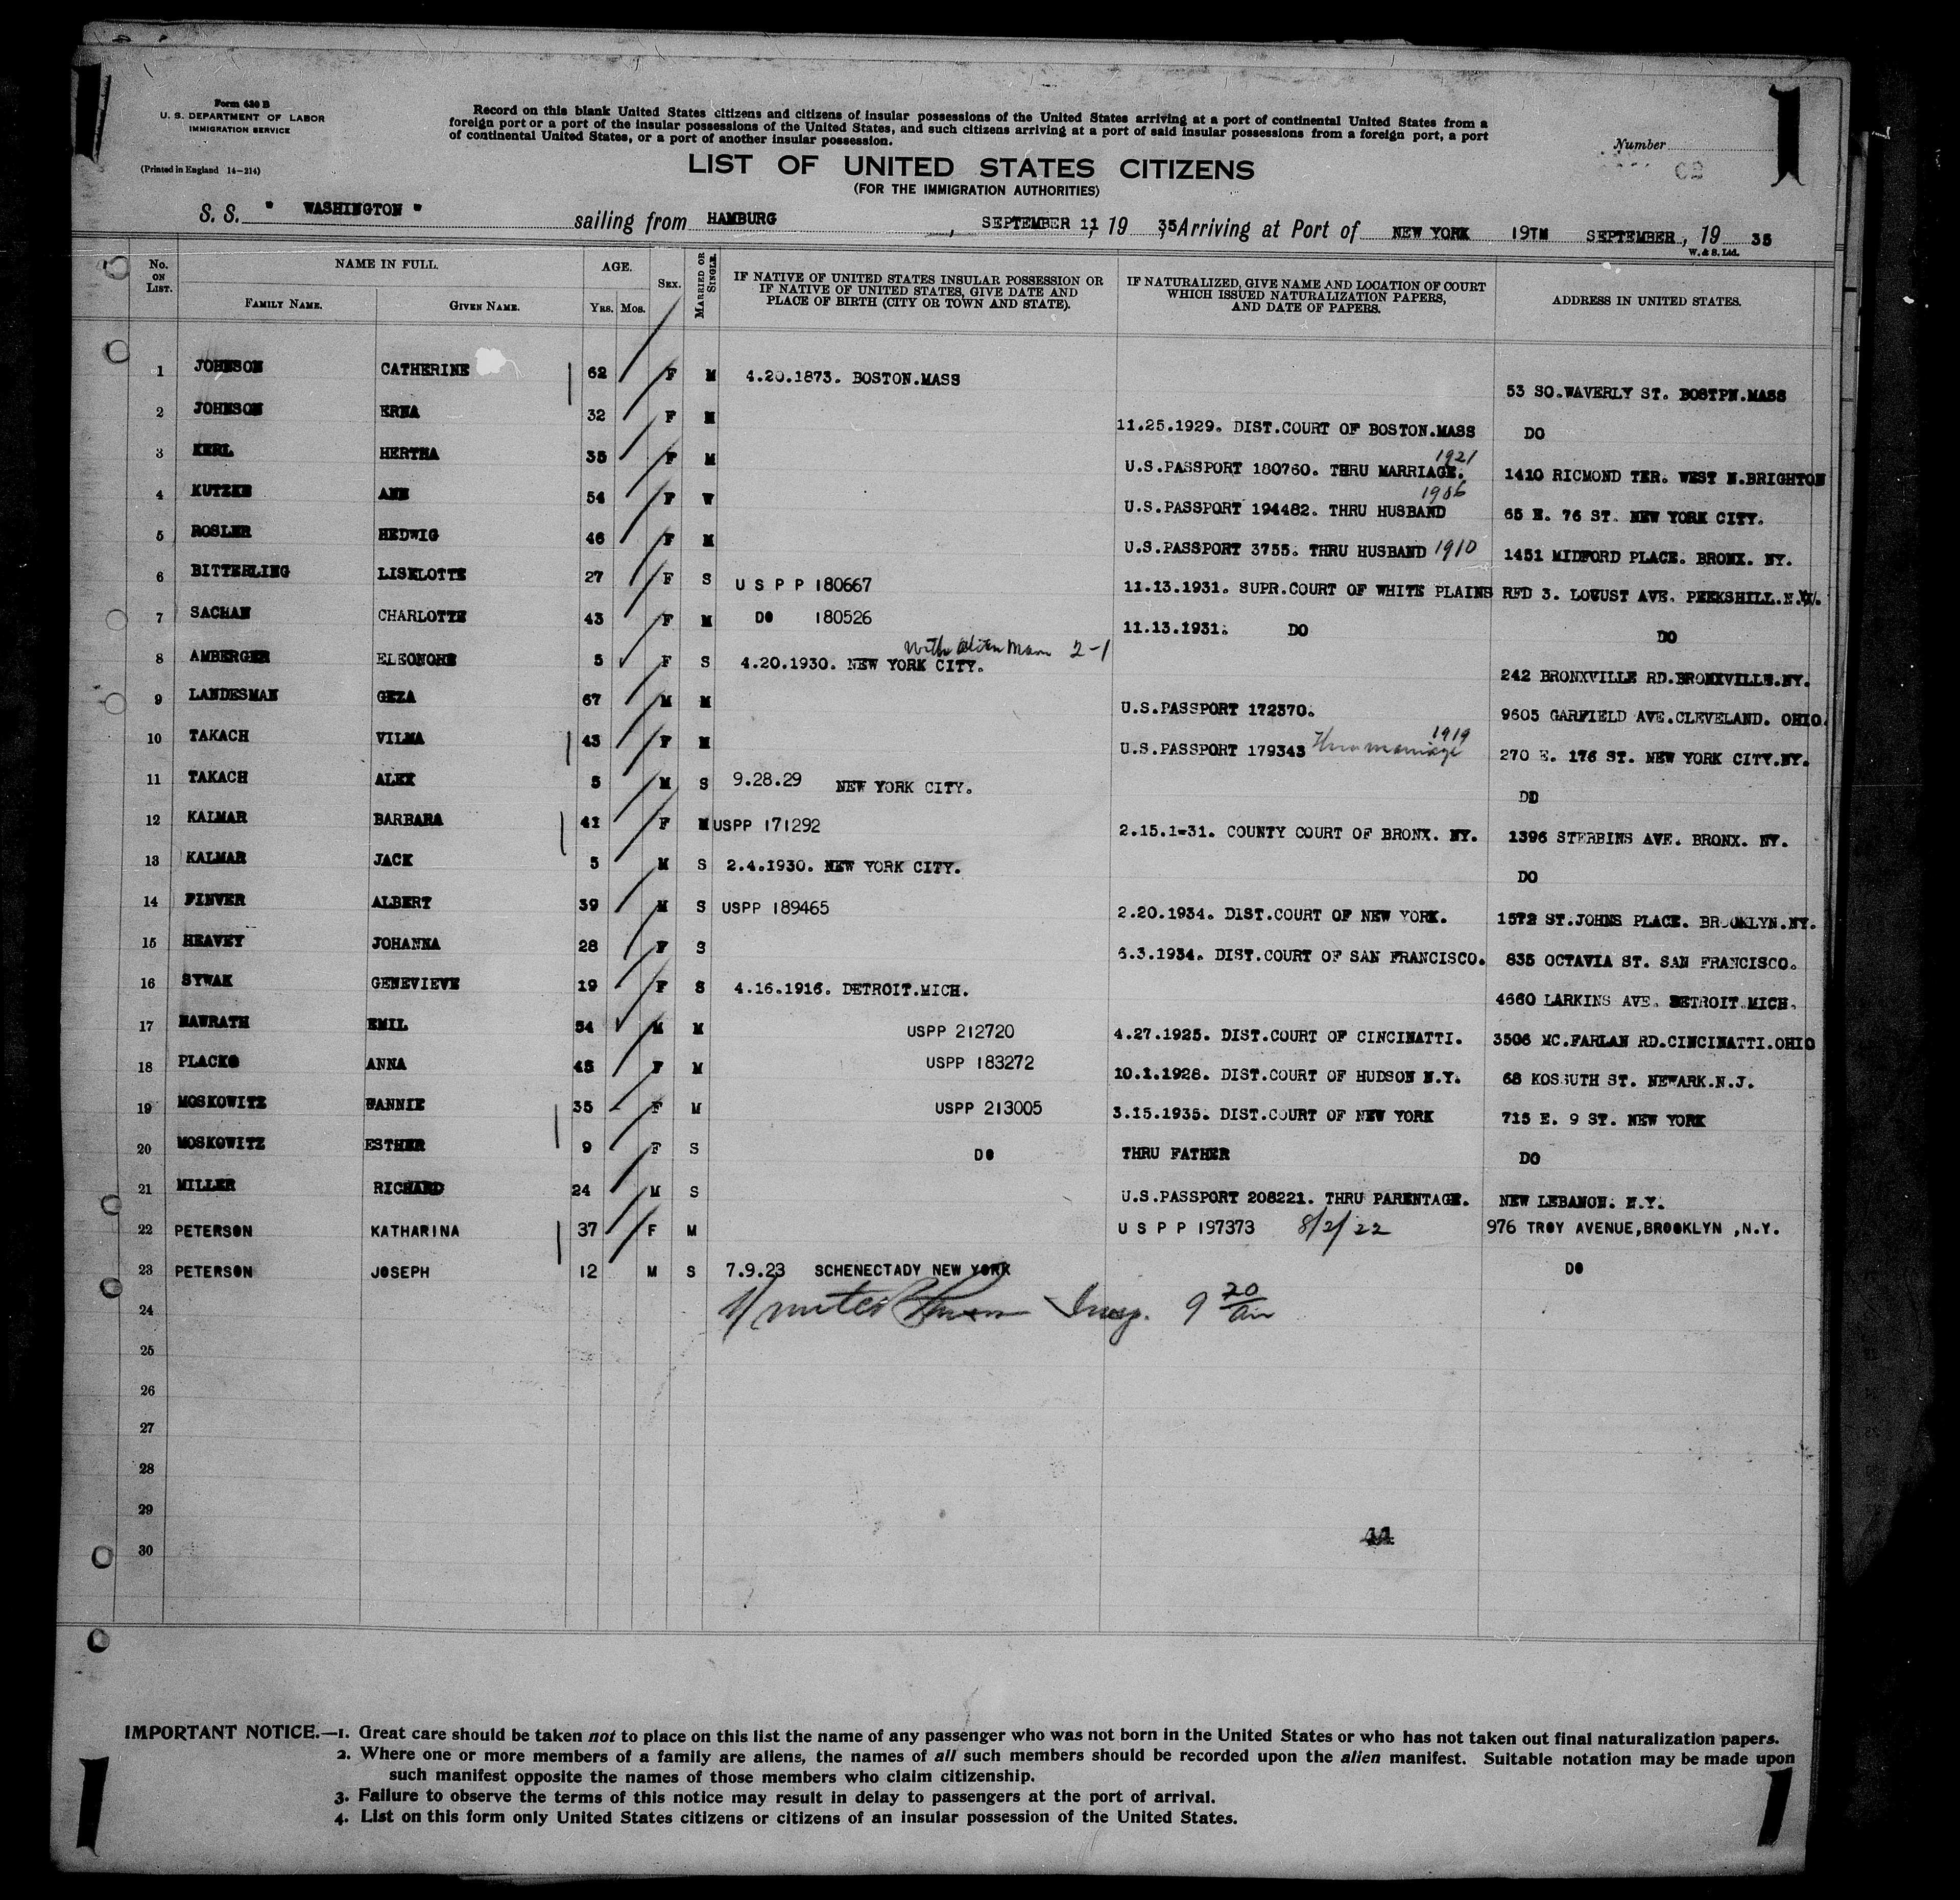 Form 630 B
U. S. DEPARTMENT OF LABOR
IMMIGRATION SERVICE
(Printed in England 14-214)
Record on this blank United States citizens and citizens of insular possessions of the United States arriving at a port of continental United States from a
foreign port or a port of the insular possessions of the United States, and such citizens arriving at a port of said insular possessions from a foreign port, a port
of continental United States, or a port of another insular possession.
Number
02
LIST OF UNITED STATES CITIZENS
(FOR THE IMMIGRATION AUTHORITIES)
S. S. " WASHINGTON " sailing from HAMBURG, SEPTEMBER 11, 19 35, Arriving at Port of NEW YORK 19TH SEPTEMBER, 19 35
W. & S. Ltd.
No. ON LIST. NAME IN FULL. AGE. SEX. MARRIED OR SINGLE. IF NATIVE OF UNITED STATES INSULAR POSSESSION OR IF NATIVE OF UNITED STATES, GIVE DATE AND PLACE OF BIRTH (CITY OR TOWN AND STATE). IF NATURALIZED, GIVE NAME AND LOCATION OF COURT WHICH ISSUED NATURALIZATION PAPERS, AND DATE OF PAPERS. ADDRESS IN UNITED STATES.
FAMILY NAME. GIVEN NAME. YRS. MOS.
1 JOHNSON CATHERINE 62 F M 4.20.1873. BOSTON.MASS 53 SO.WAVERLY ST. BOSTPN.MASS
2 JOHNSON ERNA 32 F M 11.25.1929. DIST.COURT OF BOSTON.MASS DO
3 KERL HERTHA 35 F M U.S.PASSPORT 180760. THRU MARRIAGE. 1921 1410 RICMOND TER. WEST N.BRIGHTON
4 KUTZKE ANN 54 F W U.S.PASSPORT 194482. THRU HUSBAND 1906 65 E. 76 ST. NEW YORK CITY.
5 ROSLER HEDWIG 46 F M U.S.PASSPORT 3755. THRU HUSBAND 1910 1451 MIDFORD PLACE. BRONX. NY.
6 BITTERLING LISELOTTE 27 F S U S P P 180667 11.13.1931. SUPR.COURT OF WHITE PLAINS RFD 3. LOCUST AVE. PEEKSHILL.N.Y.
7 SACHAN CHARLOTTE 43 F M DO 180526 11.13.1931. DO DO
8 AMBERGER ELEONORE 5 F S 4.20.1930. NEW YORK CITY. With alien Mam 2-1 242 BRONXVILLE RD.BRONXVILLE.NY.
9 LANDESMAN GEZA 67 M M U.S.PASSPORT 172370. 9605 GARFIELD AVE.CLEVELAND. OHIO.
10 TAKACH VILMA 43 F M U.S.PASSPORT 179343 Thru marriage 1919 270 E. 176 ST. NEW YORK CITY.NY.
11 TAKACH ALEX 5 M S 9.28.29 NEW YORK CITY. DD
12 KALMAR BARBARA 41 F M USPP 171292 2.15.1-31. COUNTY COURT OF BRONX. NY. 1396 STEBBINS AVE. BRONX. NY.
13 KALMAR JACK 5 M S 2.4.1930. NEW YORK CITY. DO
14 FINVER ALBERT 39 M S USPP 189465 2.20.1934. DIST.COURT OF NEW YORK. 1572 ST.JOHNS PLACE. BROOKLYN.NY.
15 HEAVEY JOHANNA 28 F S 6.3.1934. DIST.COURT OF SAN FRANCISCO. 835 OCTAVIA ST. SAN FRANCISCO.
16 SYWAK GENEVIEVE 19 F S 4.16.1916. DETROIT.MICH. 4660 LARKINS AVE. DETROIT.MICH.
17 NAWRATH EMIL 54 M M USPP 212720 4.27.1925. DIST.COURT OF CINCINATTI. 3506 MC.FARLAN RD.CINCINATTI.OHIO
18 PLACKO ANNA 45 F M USPP 183272 10.1.1928. DIST.COURT OF HUDSON N.Y. 68 KOSSUTH ST. NEWARK.N.J.
19 MOSKOWITZ FANNIE 35 F M USPP 213005 3.15.1935. DIST.COURT OF NEW YORK 715 E. 9 ST. NEW YORK
20 MOSKOWITZ ESTHER 9 F S DO THRU FATHER DO
21 MILLER RICHARD 24 M S U.S.PASSPORT 208221. THRU PARENTAGE. NEW LEBANON. N.Y.
22 PETERSON KATHARINA 37 F M U S P P 197373 8/2/22 976 TROY AVENUE,BROOKLYN ,N.Y.
23 PETERSON JOSEPH 12 M S 7.9.23 SCHENECTADY NEW YORK DO
24 Insp. 9 20/am
25
26
27
28
29
30
IMPORTANT NOTICE.—1. Great care should be taken not to place on this list the name of any passenger who was not born in the United States or who has not taken out final naturalization papers.
2. Where one or more members of a family are aliens, the names of all such members should be recorded upon the alien manifest. Suitable notation may be made upon
such manifest opposite the names of those members who claim citizenship.
3. Failure to observe the terms of this notice may result in delay to passengers at the port of arrival.
4. List on this form only United States citizens or citizens of an insular possession of the United States.